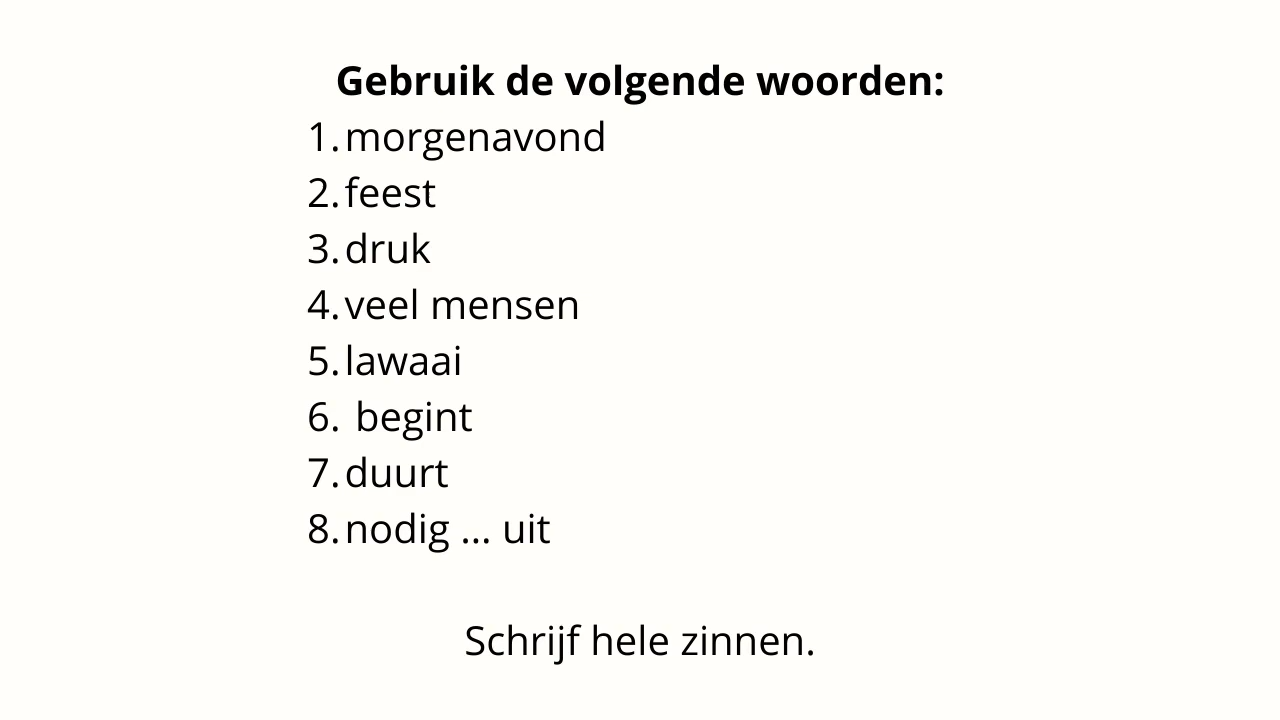 Gebruik de volgende woorden:
1. morgenavond
2. feest
3. druk
4. veel mensen
5. lawaai
6. begint
7. duurt
8. nodig ... uit
Schrijf hele zinnen.